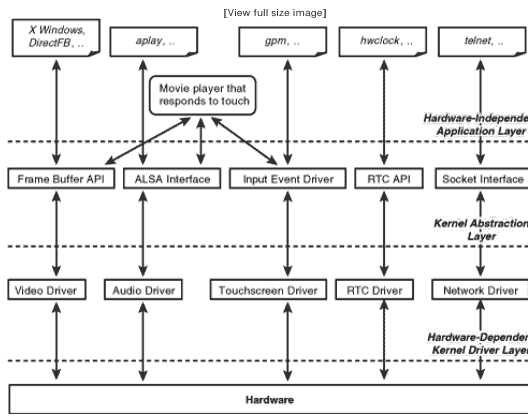 [View full size image]
X Windows,
DirectFB, ..
aplay, ..
gpm, ..
hwclock, ..
telnet, ..
Movie player that
responds to touch
Hardware-Independe
Application Layer
Frame Buffer API
ALSA Interface
Input Event Driver
RTC API
Socket Interface
Kernel Abstraction
Layer
Video Driver
Audio Driver
Touchscreen Driver
RTC Driver
Network Driver
Hardware-Depende
Kernel Driver Layer
Hardware